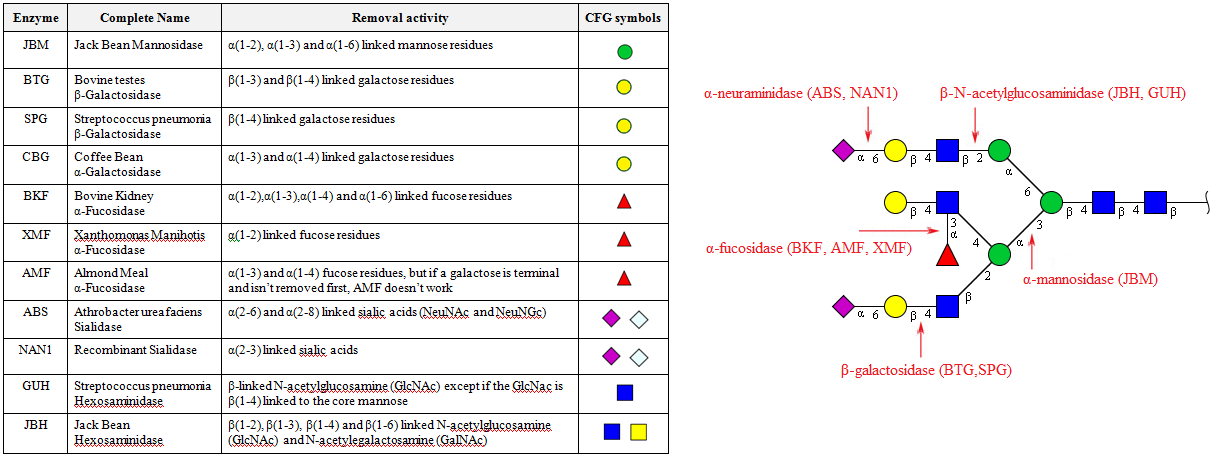 Enzyme Complete Name Removal activity CFG symbols
JBM Jack Bean Mannosidase α(1-2), α(1-3) and α(1-6) linked mannose residues
BTG Bovine testes β(1-3) and β(1-4) linked galactose residues
β-Galactosidase
SPG Streptococcus pneumonia β(1-4) linked galactose residues
β-Galactosidase
CBG Coffee Bean α(1-3) and α(1-4) linked galactose residues
α-Galactosidase
BKF Bovine Kidney α(1-2),α(1-3),α(1-4) and α(1-6) linked fucose residues
α-Fucosidase
XMF Xanthomonas Manihotis α(1-2) linked fucose residues
α-Fucosidase
AMF Almond Meal α(1-3) and α(1-4) fucose residues, but if a galactose is terminal
α-Fucosidase and isn't removed first, AMF doesn't work
ABS Athrobacter ureafaciens α(2-6) and α(2-8) linked sialic acids (NeuNAc and NeuNGc)
Sialidase
NAN1 Recombinant Sialidase α(2-3) linked sialic acids
GUH Streptococcus pneumonia β-linked N-acetylglucosamine (GlcNAc) except if the GlcNac is
Hexosaminidase β(1-4) linked to the core mannose
JBH Jack Bean β(1-2), β(1-3), β(1-4) and β(1-6) linked N-acetylglucosamine
Hexosaminidase (GlcNAc) and N-acetylegalactosamine (GalNAc)
α-neuraminidase (ABS, NAN1) β-N-acetylglucosaminidase (JBH, GUH)
α 6 β 4 β 2
α
6
β 4 β 4 β 4 β
3 3
α-fucosidase (BKF, AMF, XMF) α 4 α
2 α-mannosidase (JBM)
β
α 6 β 4
β-galactosidase (BTG,SPG)